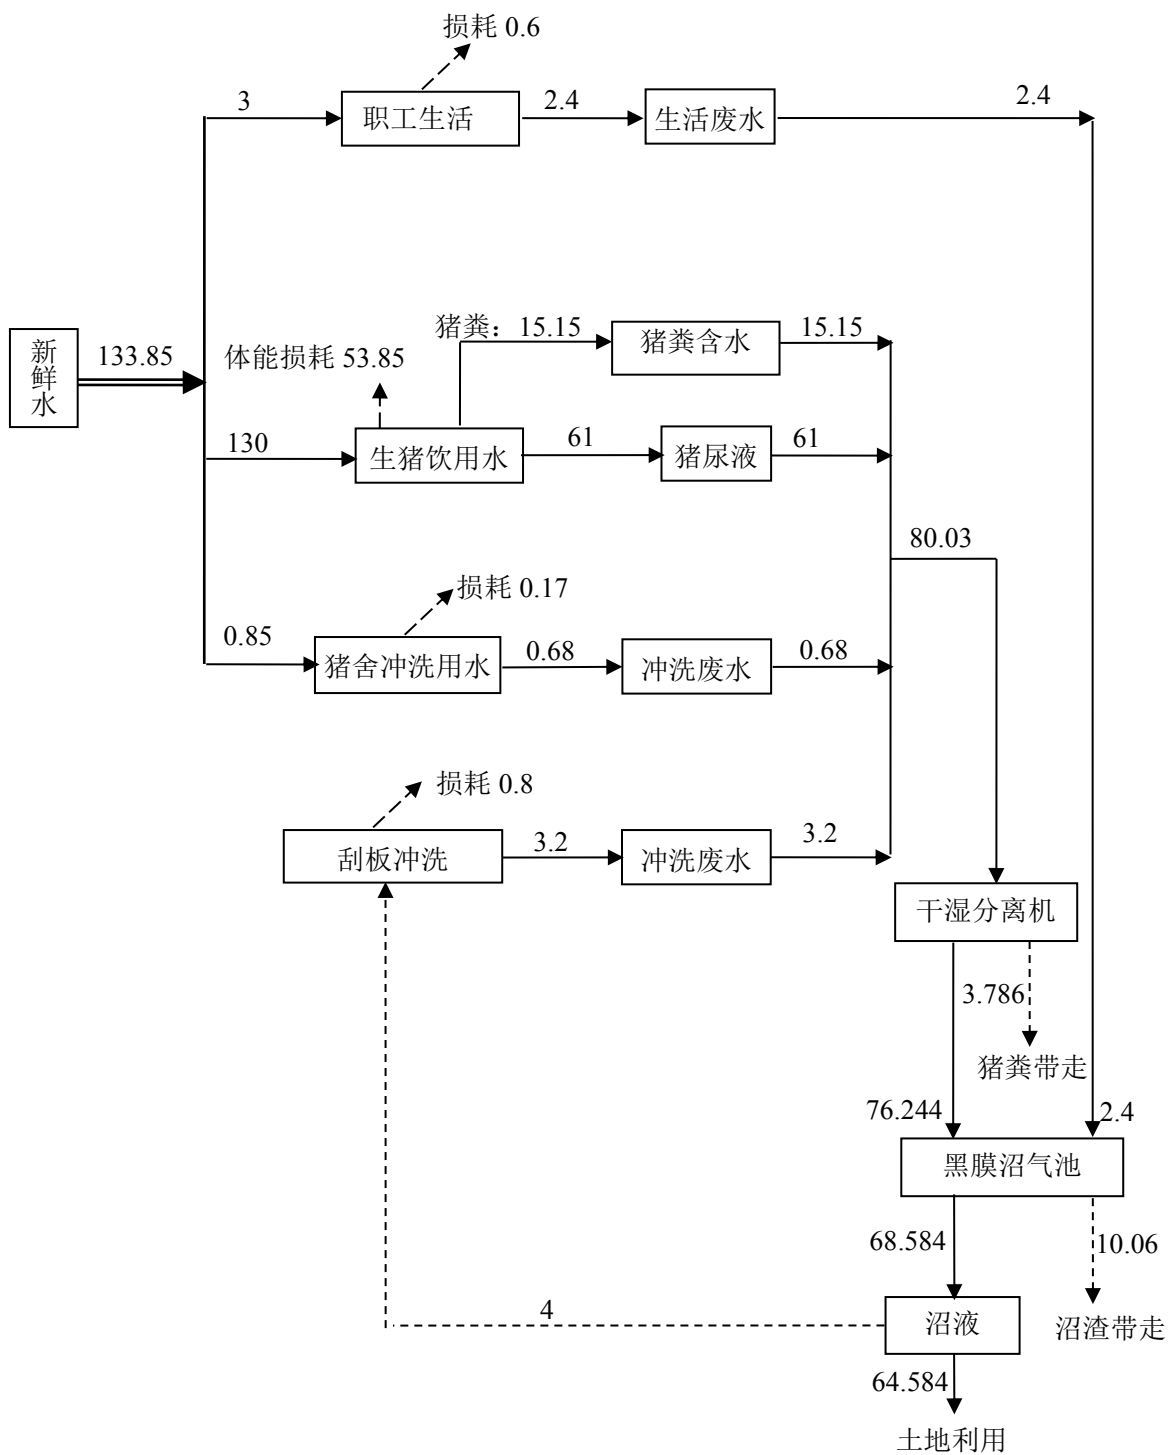 损耗 0.6
3
职工生活
2.4
生活废水
2.4
新鲜水
133.85
体能损耗 53.85
猪粪：15.15
猪粪含水
15.15
130
生猪饮用水
61
猪尿液
61
80.03
损耗 0.17
0.85
猪舍冲洗用水
0.68
冲洗废水
0.68
损耗 0.8
刮板冲洗
3.2
冲洗废水
3.2
干湿分离机
3.786
猪粪带走
76.244
2.4
黑膜沼气池
68.584
10.06
4
沼液
沼渣带走
64.584
土地利用